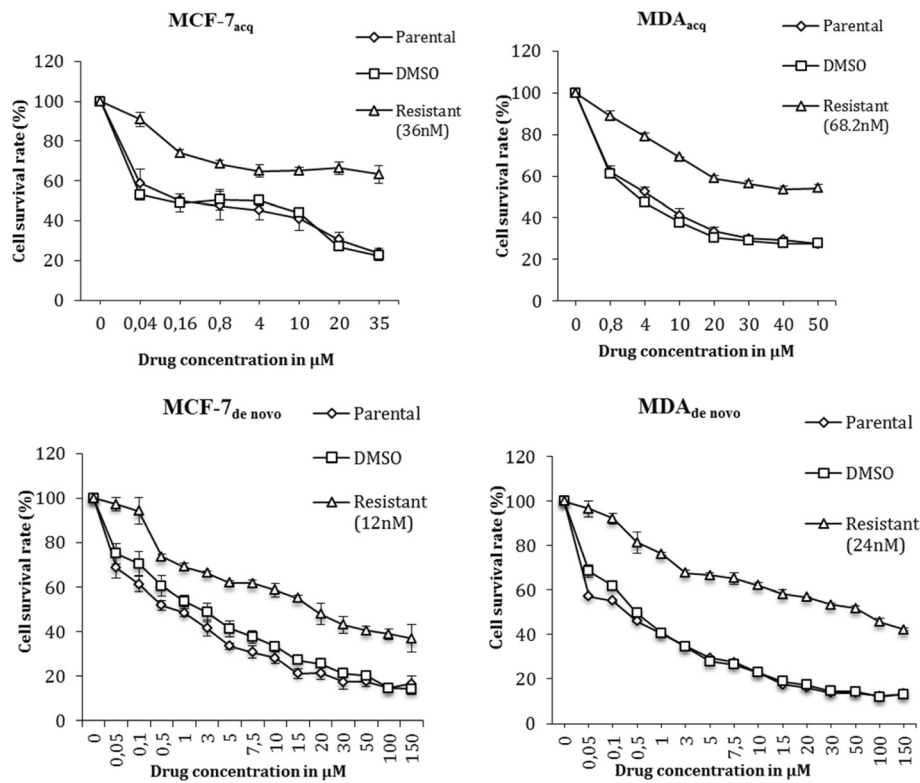 MCF-7acq
Parental
DMSO
Resistant
(36nM)
Cell survival rate (%)
120
100
80
60
40
20
0
0 0,04 0,16 0,8 4 10 20 35
Drug concentration in µM
MDAacq
Parental
DMSO
Resistant
(68.2nM)
Cell survival rate (%)
120
100
80
60
40
20
0
0 0,8 4 10 20 30 40 50
Drug concentration in µM
MCF-7de novo
Parental
DMSO
Resistant
(12nM)
Cell survival rate (%)
120
100
80
60
40
20
0
0 0,05 0,1 0,5 1 3 5 7,5 10 15 20 30 50 100 150
Drug concentration in µM
MDAde novo
Parental
DMSO
Resistant
(24nM)
Cell survival rate (%)
120
100
80
60
40
20
0
0 0,05 0,1 0,5 1 3 5 7,5 10 15 20 30 50 100 150
Drug concentration in µM